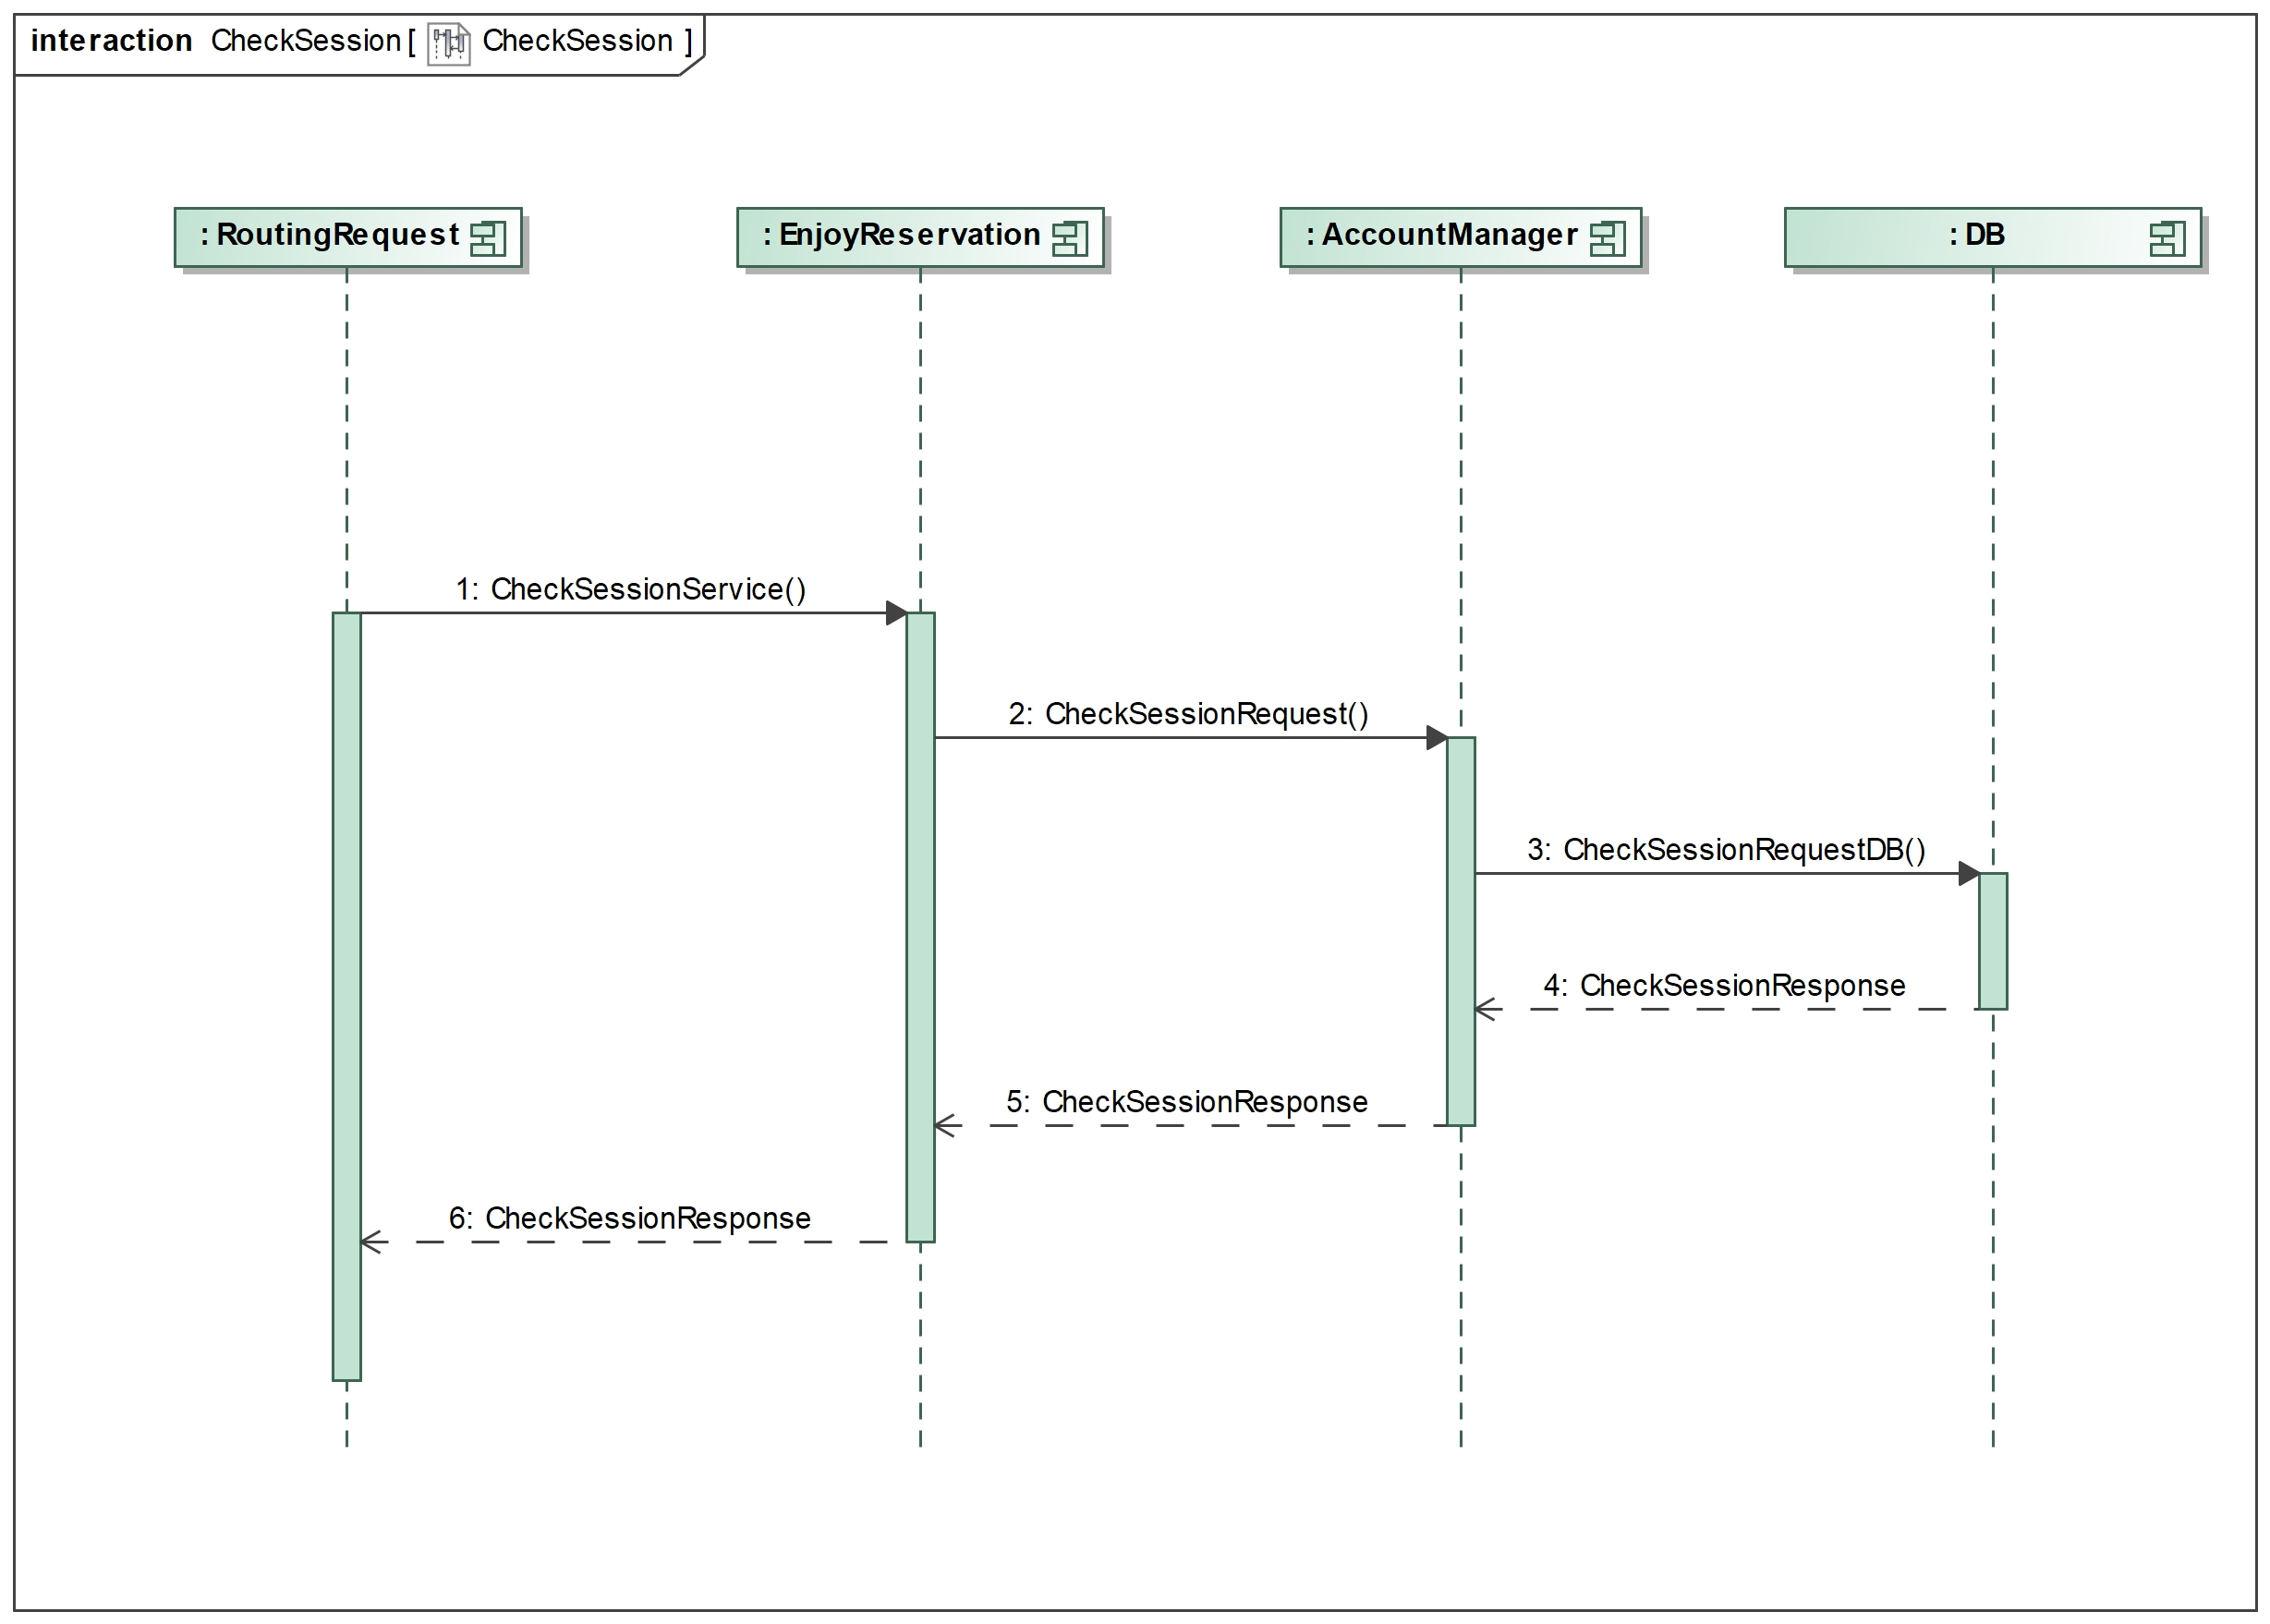 interaction CheckSession[ CheckSession ]
: RoutingRequest
: EnjoyReservation
: AccountManager
: DB
1: CheckSessionService()
2: CheckSessionRequest()
3: CheckSessionRequestDB()
4: CheckSessionResponse
5: CheckSessionResponse
6: CheckSessionResponse